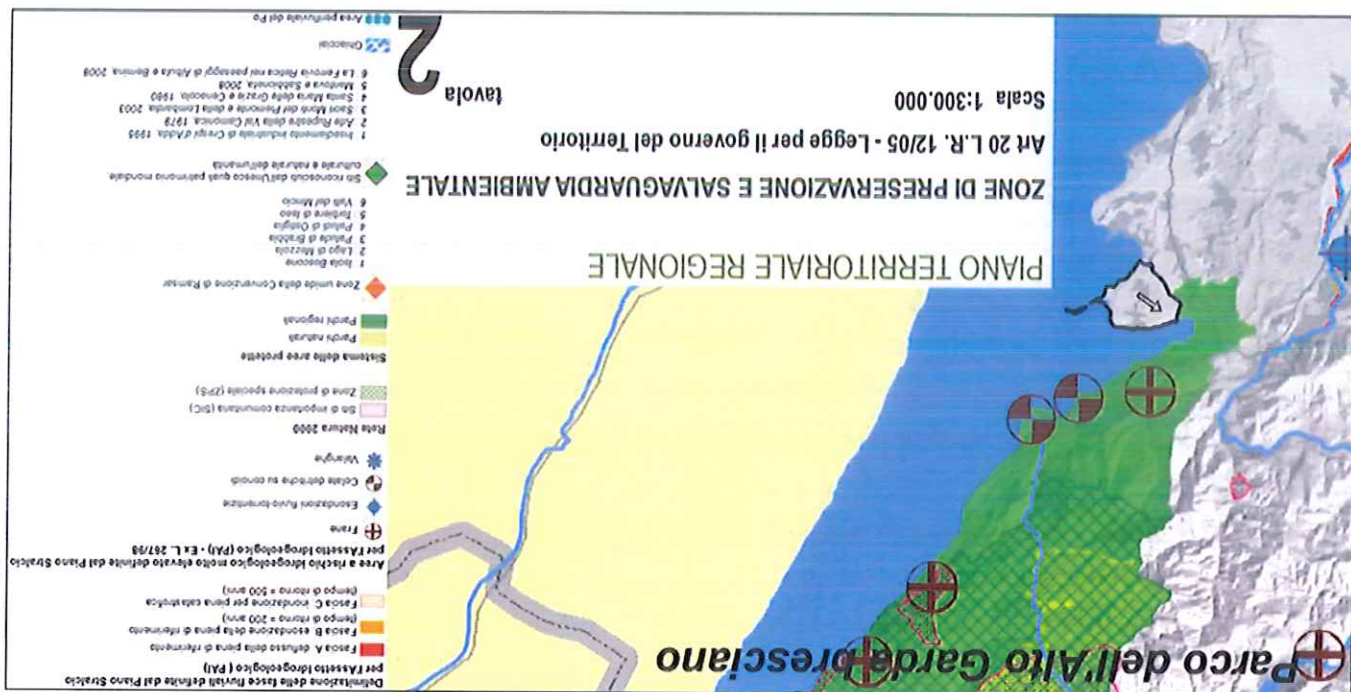 Parco dell'Alto Garda bresciano
PIANO TERRITORIALE REGIONALE
ZONE DI PRESERVAZIONE E SALVAGUARDIA AMBIENTALE
Art 20 L.R. 12/05 - Legge per il governo del Territorio
Scala 1:300.000
tavola
2
Delimitazione delle fasce fluviali definite dal Piano Stralcio
per l'Assetto Idrogeologico ( PAI)
Fascia A deflusso della piena di riferimento
Fascia B esondazione della piena di riferimento
(tempo di ritorno = 200 anni)
Fascia C inondazione per piena catastrofica
(tempo di ritorno = 500 anni)
Aree a rischio idrogeologico molto elevato definite dal Piano Stralcio
per l'Assetto Idrogeologico (PAI) - Ex L. 267/98
Frane
Esondazioni fluvio-torrentizie
Colate detritiche su conoidi
Valanghe
Rete Natura 2000
Siti di importanza comunitaria (SIC)
Zone di protezione speciale (ZPS)
Sistema delle aree protette
Parchi naturali
Parchi regionali
Zone umide della Convenzione di Ramsar
1 Isola Boscone
2 Lago di Mezzola
3 Palude Brabbia
4 Paludi di Ostiglia
5 Torbiere di Iseo
6 Valli del Mincio
Siti riconosciuti dall'Unesco quali patrimonio mondiale
culturale e naturale dell'umanità
1 Insediamento industriale di Crespi d'Adda, 1995
2 Arte Rupestre della Val Camonica, 1979
3 Sacri Monti del Piemonte e della Lombardia, 2003
4 Santa Maria delle Grazie e Cenacolo, 1980
5 Mantova e Sabbioneta, 2008
6 La Ferrovia Retica nei paesaggi di Albula e Bernina, 2008
Ghiacciai
Area perifluviale del Po